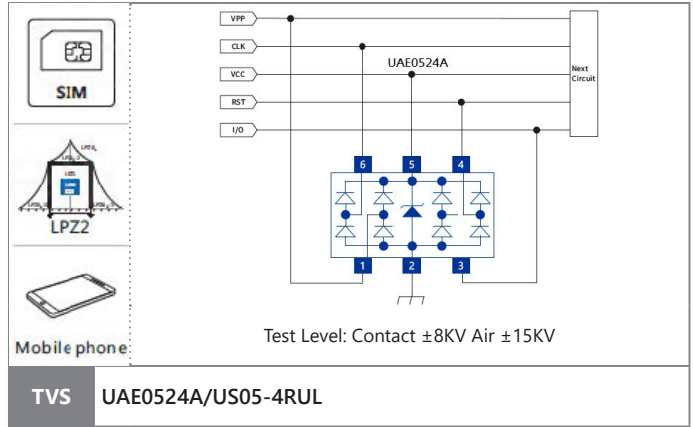 VPP
CLK
VCC
RST
I/O
UAE0524A
Next
Circuit
SIM
6 5 4
1 2 3
LPZ2
Test Level: Contact ±8KV Air ±15KV
Mobile phone
TVS UAE0524A/US05-4RUL